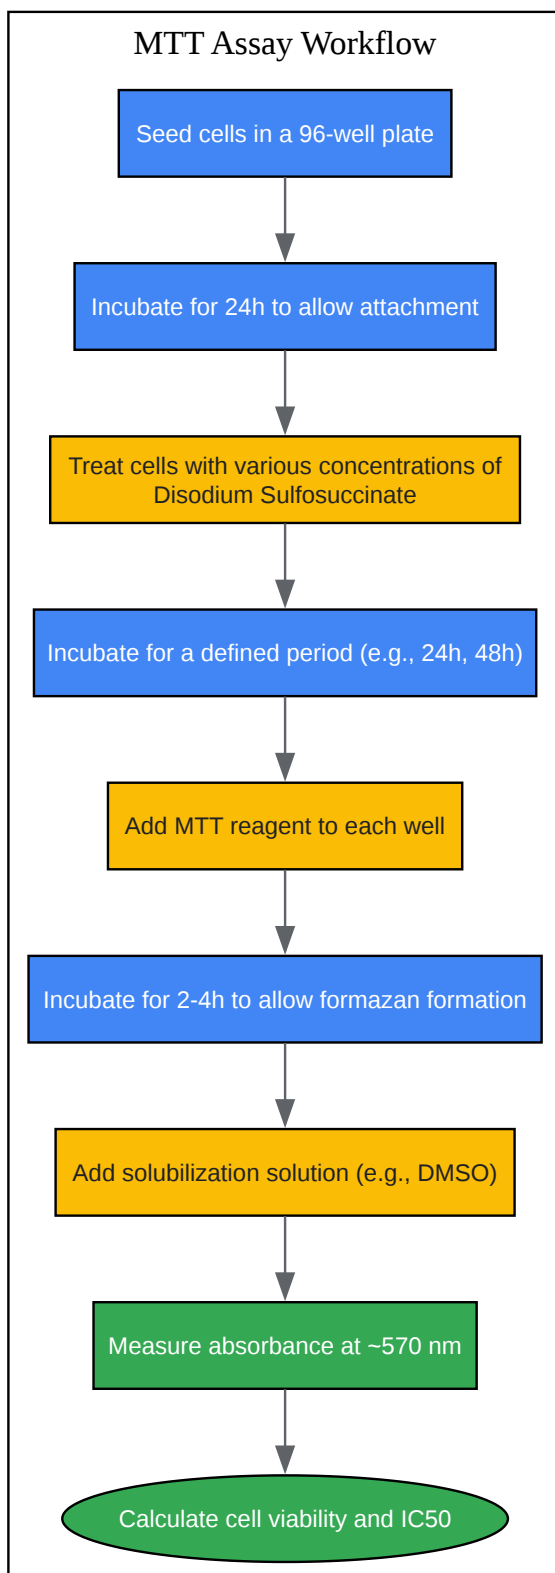 MTT Assay Workflow
Seed cells in a 96-well plate
Incubate for 24h to allow attachment
Treat cells with various concentrations of
Disodium Sulfosuccinate
Incubate for a defined period (e.g., 24h, 48h)
Add MTT reagent to each well
Incubate for 2-4h to allow formazan formation
Add solubilization solution (e.g., DMSO)
Measure absorbance at ~570 nm
Calculate cell viability and IC50